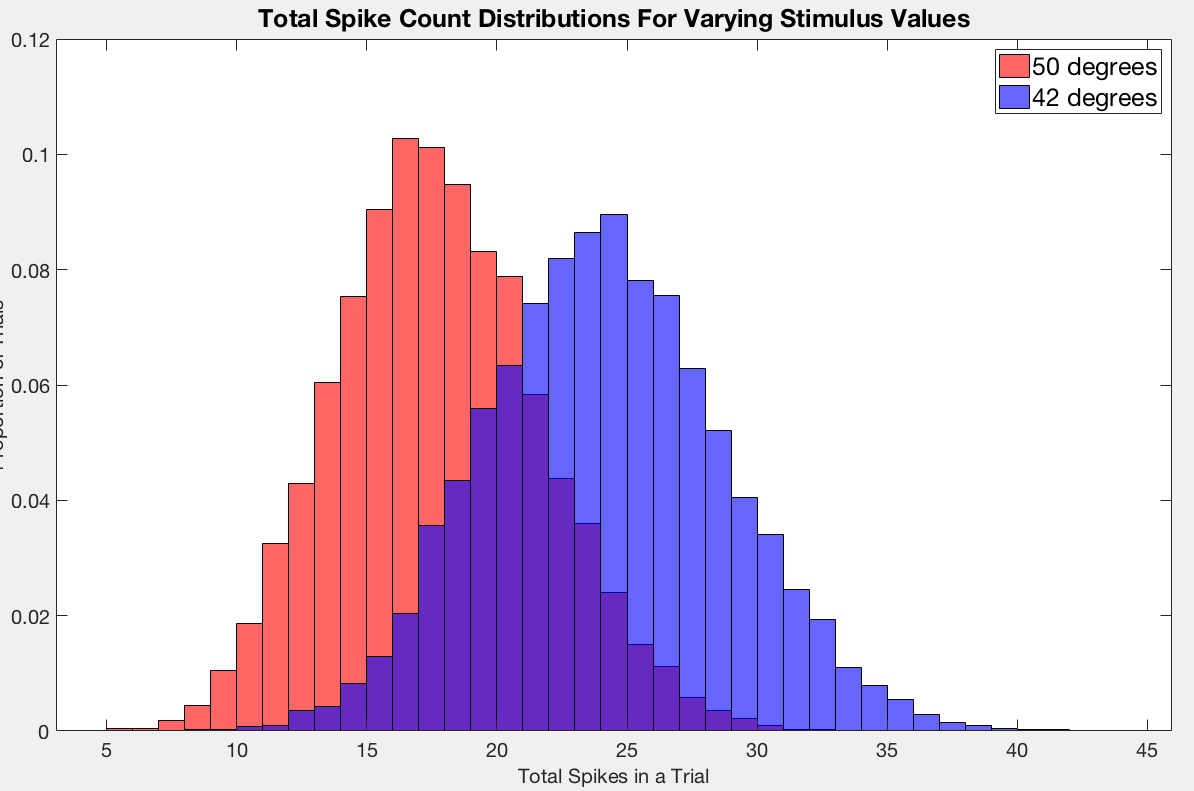 Total Spike Count Distributions For Varying Stimulus Values
50 degrees
42 degrees
0.12
0.1
0.08
0.06
0.04
0.02
0
5 10 15 20 25 30 35 40 45
Total Spikes in a Trial